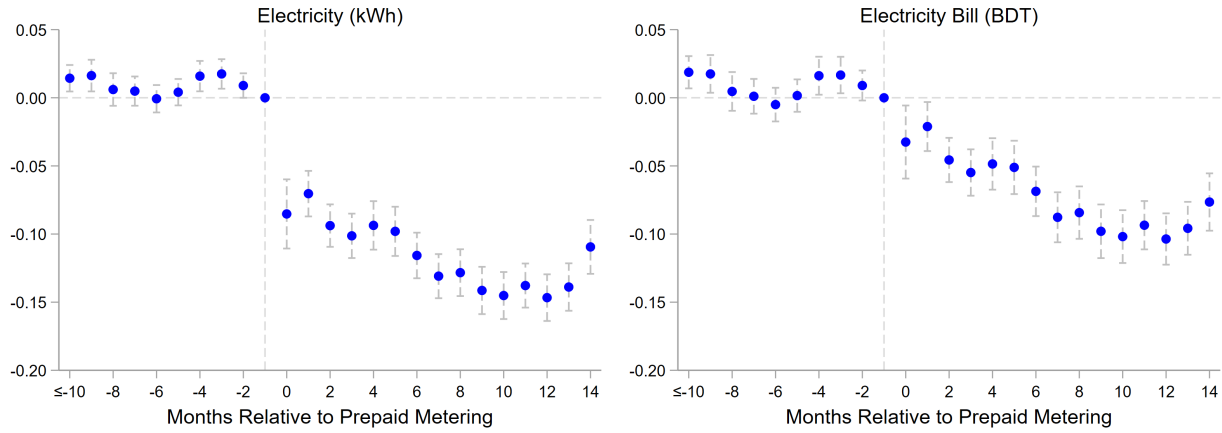 Electricity (kWh)
0.05
0.00
-0.05
-0.10
-0.15
-0.20
≤-10 -8 -6 -4 -2 0 2 4 6 8 10 12 14
Months Relative to Prepaid Metering
Electricity Bill (BDT)
0.05
0.00
-0.05
-0.10
-0.15
-0.20
≤-10 -8 -6 -4 -2 0 2 4 6 8 10 12 14
Months Relative to Prepaid Metering